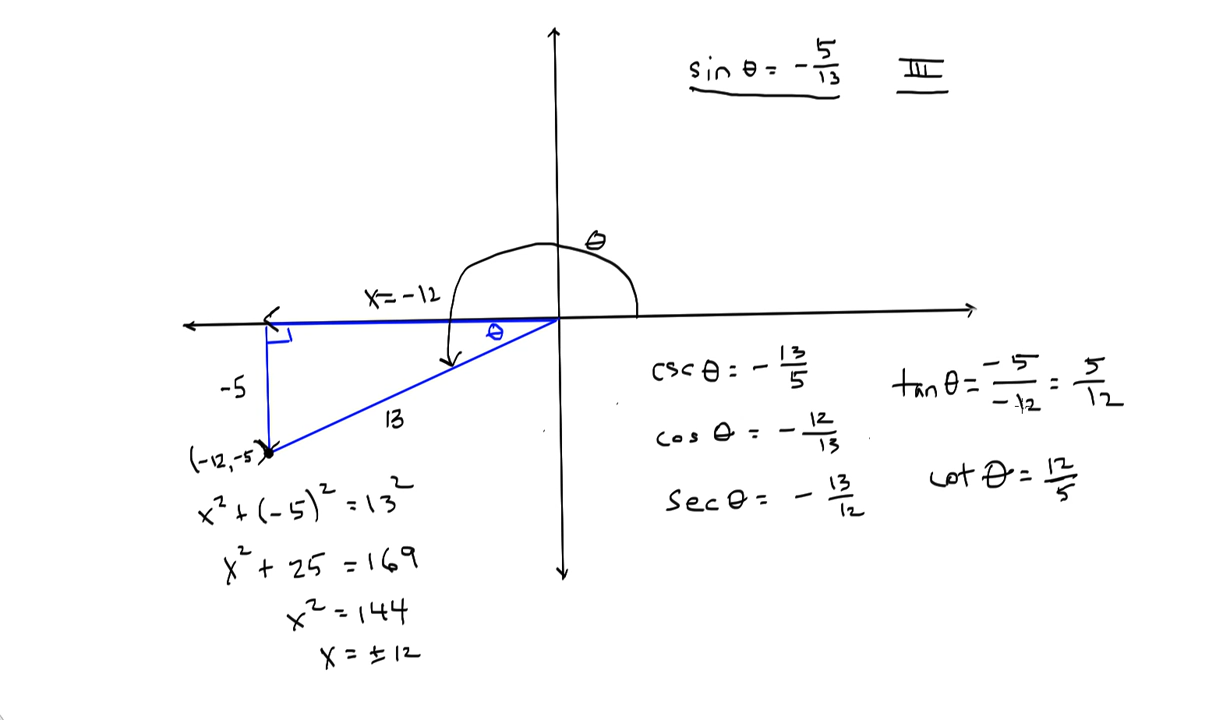 sin θ = -5/13 III
θ
x = -12
θ
-5
13
(-12, -5)
x² + (-5)² = 13²
x² + 25 = 169
x² = 144
x = ±12
csc θ = -13/5
cos θ = -12/13
sec θ = -13/12
tan θ = -5/-12 = 5/12
cot θ = 12/5